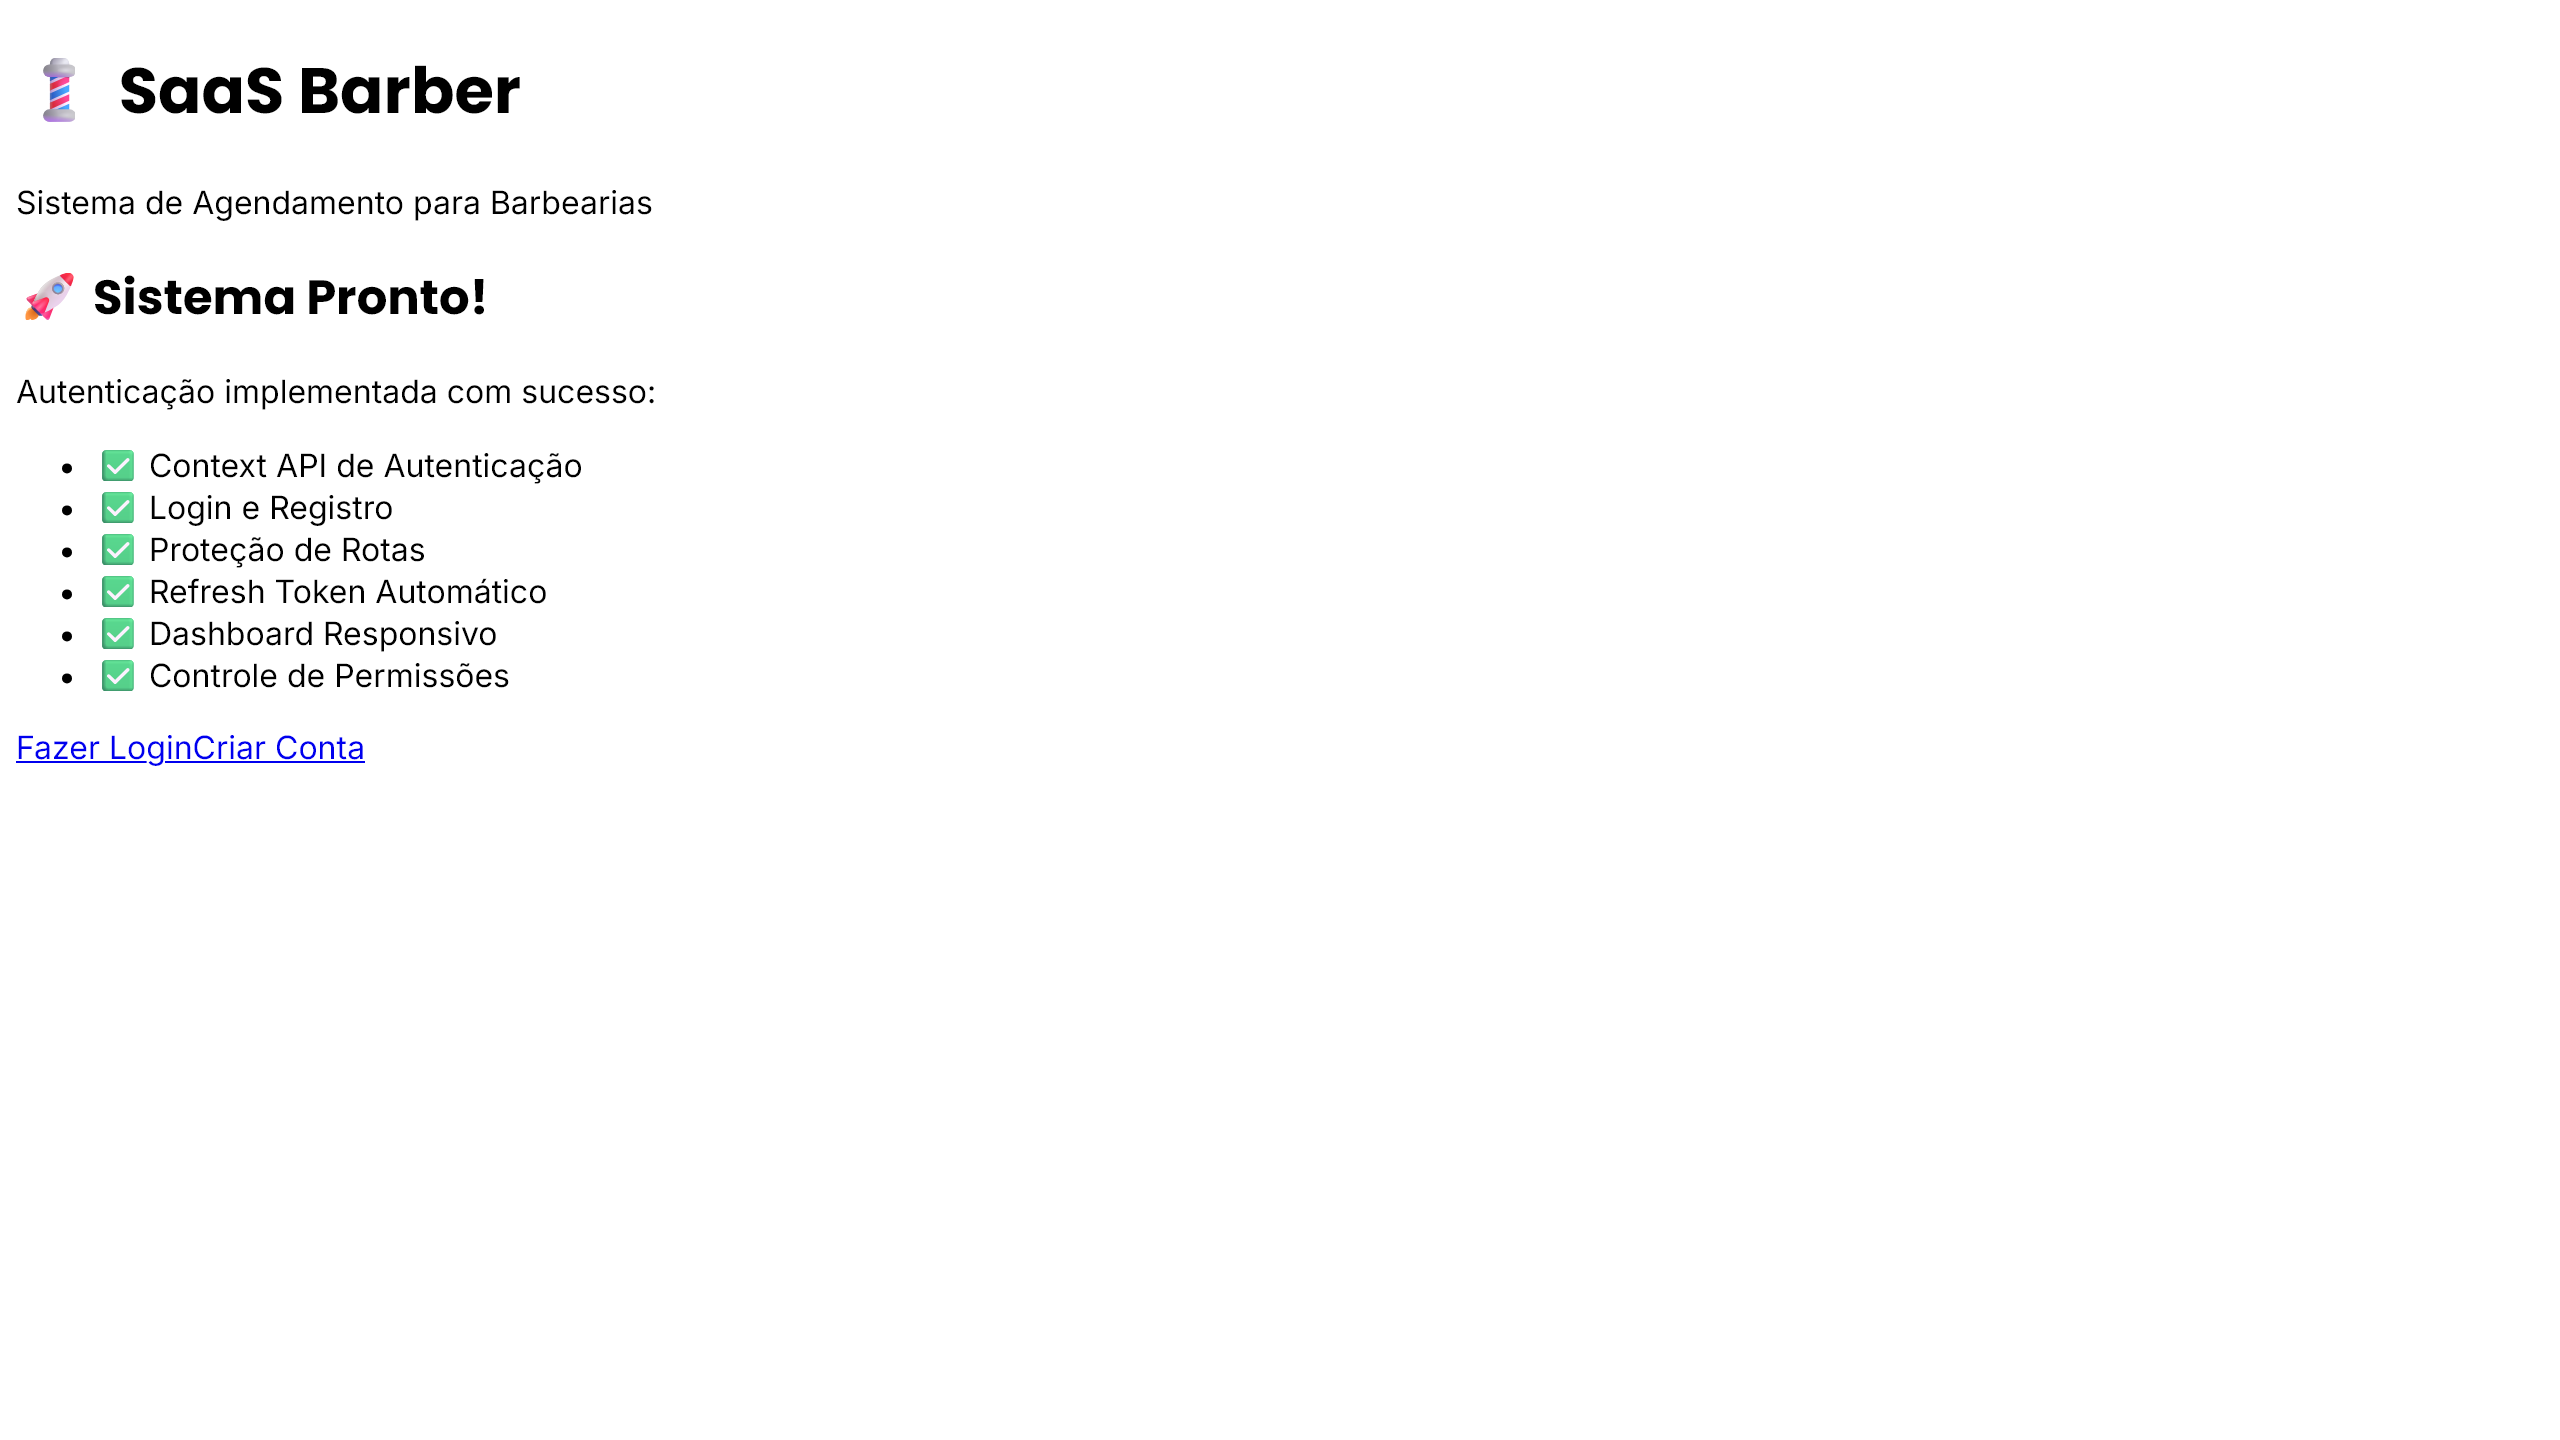 💈 SaaS Barber
Sistema de Agendamento para Barbearias
🚀 Sistema Pronto!
Autenticação implementada com sucesso:
• ✅ Context API de Autenticação
• ✅ Login e Registro
• ✅ Proteção de Rotas
• ✅ Refresh Token Automático
• ✅ Dashboard Responsivo
• ✅ Controle de Permissões
Fazer LoginCriar Conta